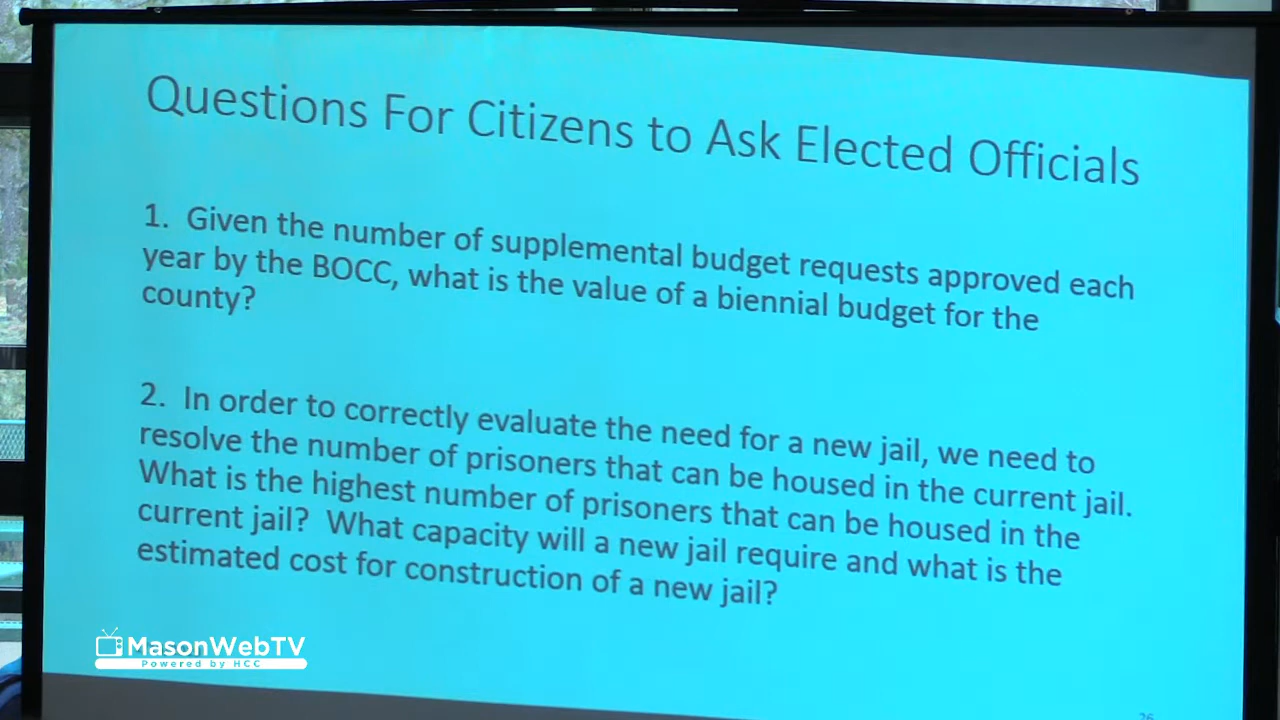 Questions For Citizens to Ask Elected Officials
1. Given the number of supplemental budget requests approved each
year by the BOCC, what is the value of a biennial budget for the
county?
2. In order to correctly evaluate the need for a new jail, we need to
resolve the number of prisoners that can be housed in the current jail.
What is the highest number of prisoners that can be housed in the
current jail? What capacity will a new jail require and what is the
estimated cost for construction of a new jail?
MasonWebTV
Powered by HCC